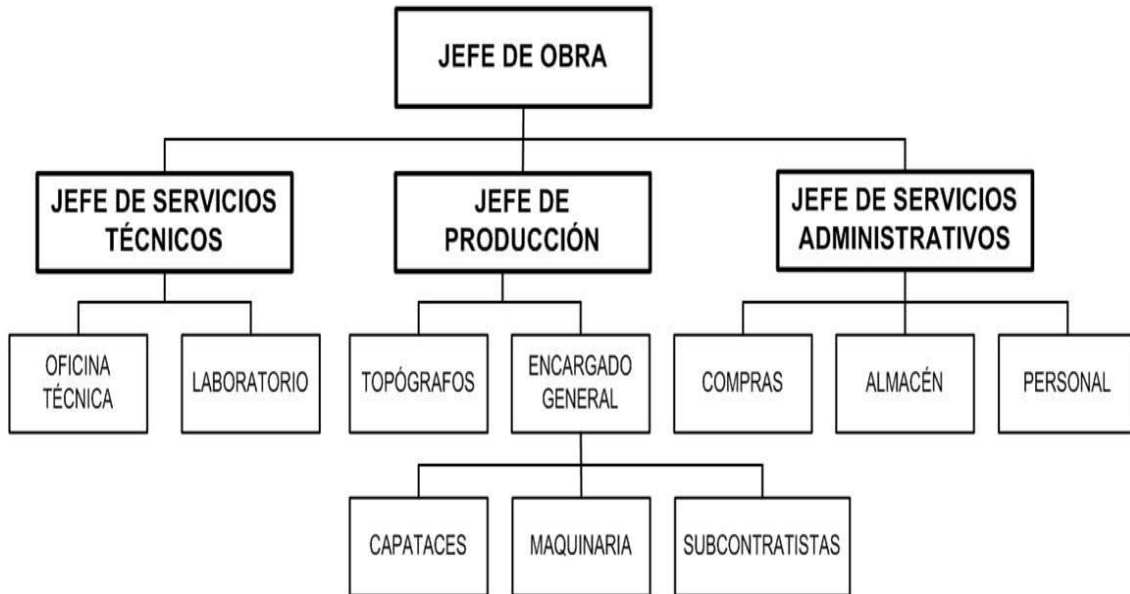 JEFE DE OBRA
JEFE DE SERVICIOS
TÉCNICOS
JEFE DE
PRODUCCIÓN
JEFE DE SERVICIOS
ADMINISTRATIVOS
OFICINA
TÉCNICA
LABORATORIO
TOPÓGRAFOS
ENCARGADO
GENERAL
COMPRAS
ALMACÉN
PERSONAL
CAPATACES
MAQUINARIA
SUBCONTRATISTAS